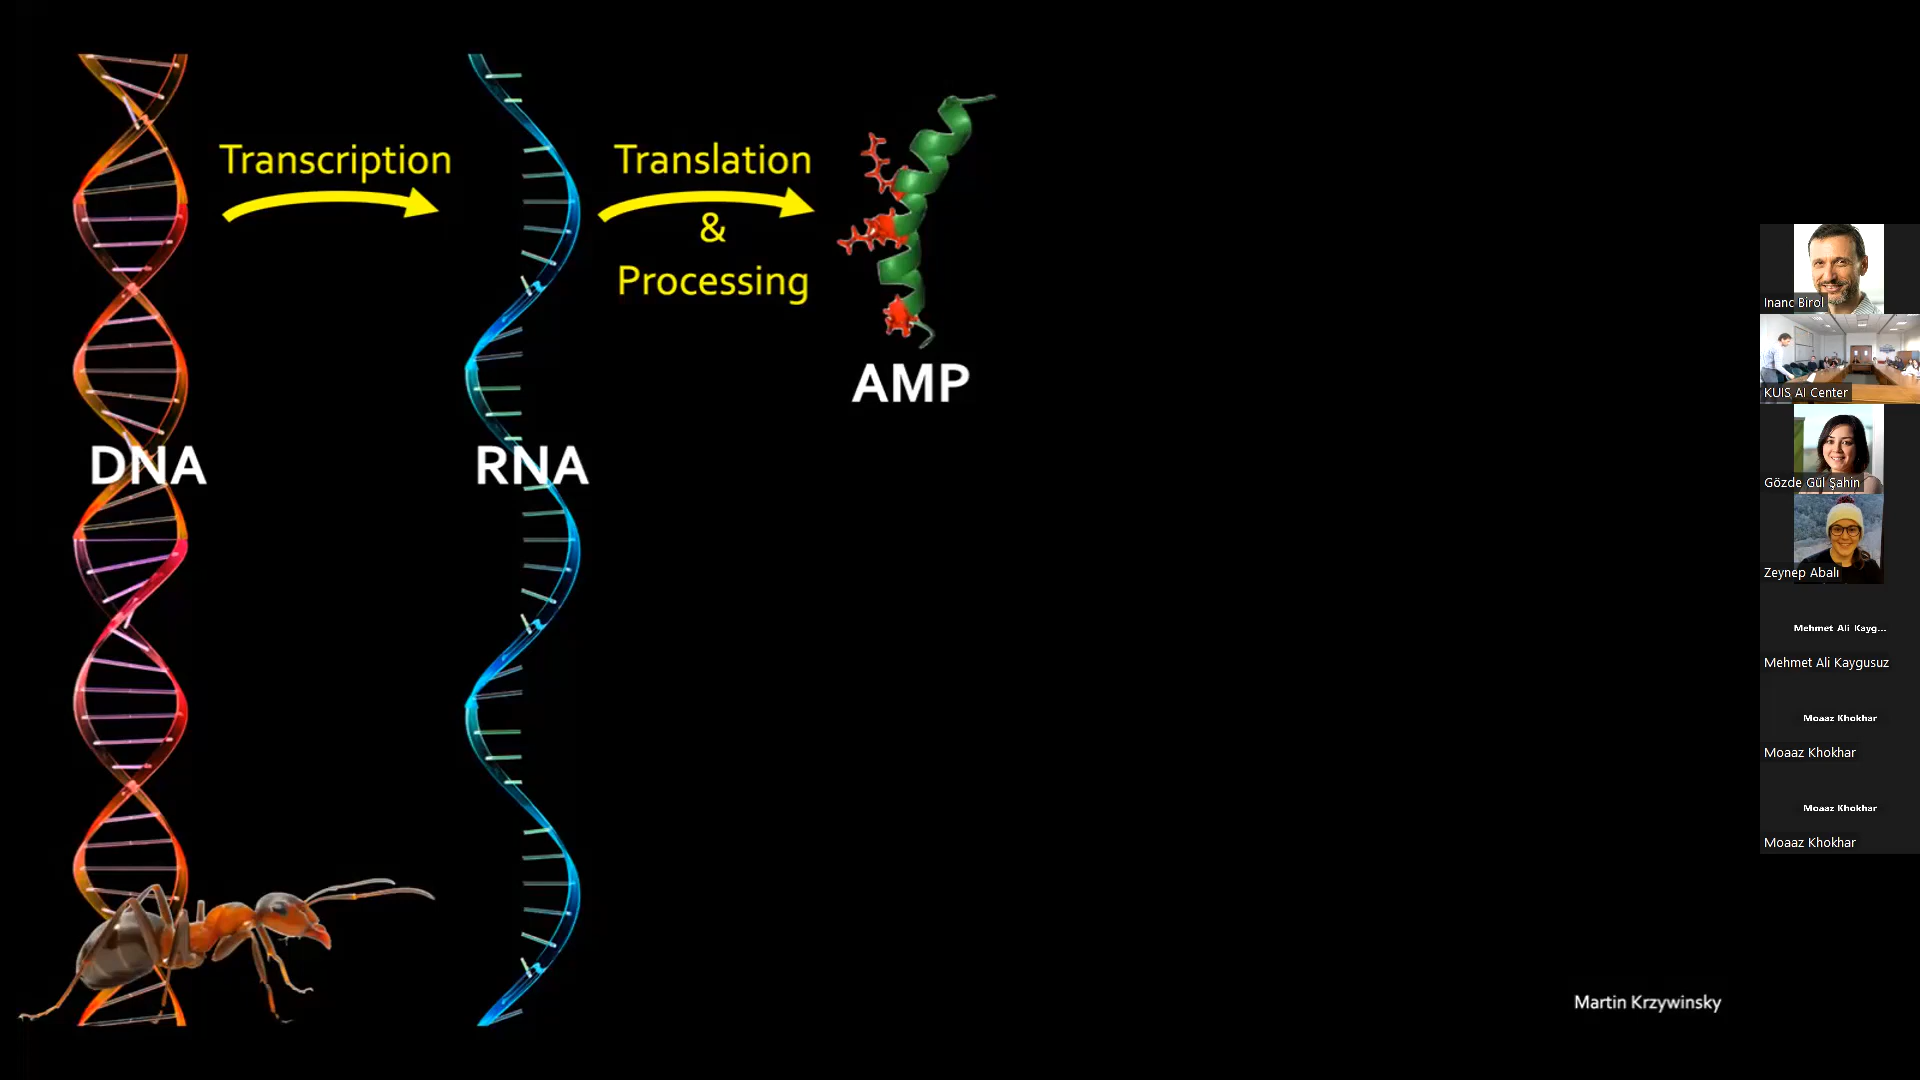 Transcription
Translation
&
Processing
AMP
DNA
RNA
Martin Krzywinsky
Inanc Birol
KUIS AI Center
Gözde Gül Şahin
Zeynep Abalı
Mehmet Ali Kayg...
Mehmet Ali Kaygusuz
Moaaz Khokhar
Moaaz Khokhar
Moaaz Khokhar
Moaaz Khokhar